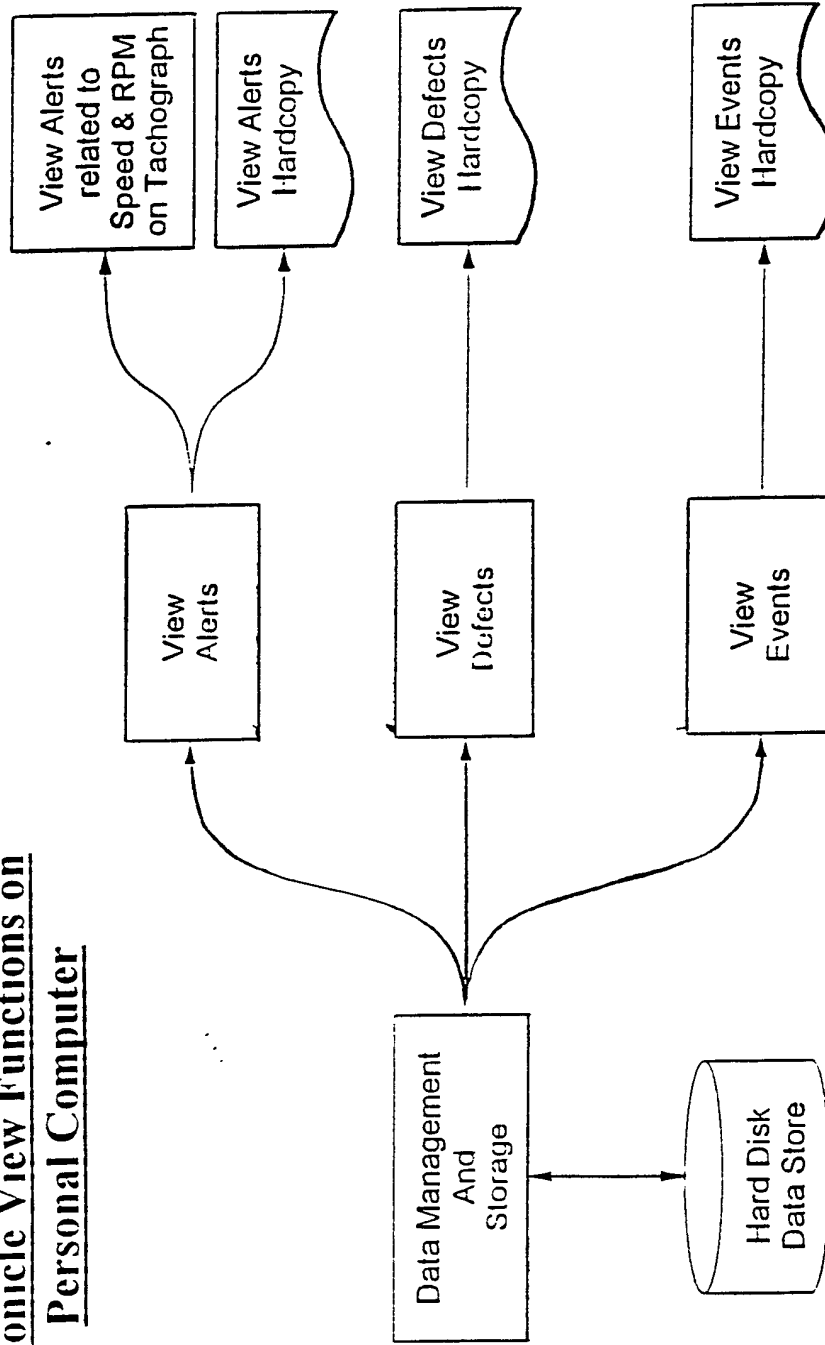 View Functions on
Personal Computer
Data Management
And
Storage
Hard Disk
Data Store
View
Alerts
View
Defects
View
Events
View Alerts
related to
Speed & RPM
on Tachograph
View Alerts
Hardcopy
View Defects
Hardcopy
View Events
Hardcopy